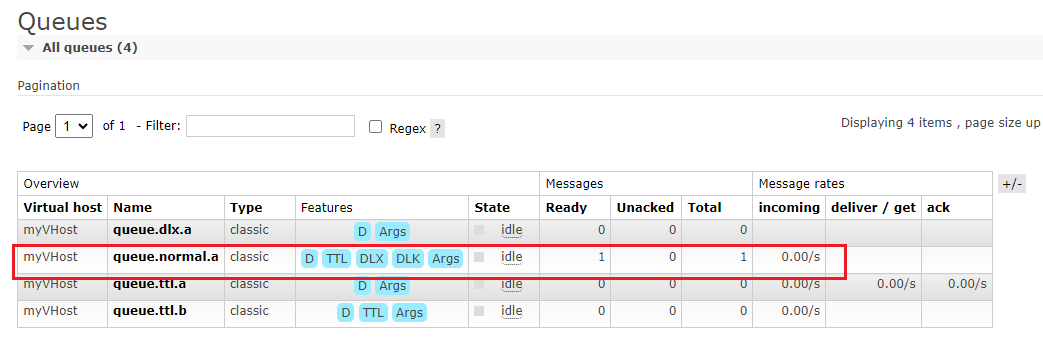 Queues
All queues (4)
Pagination
Page 1 of 1 - Filter: Regex ? Displaying 4 items , page size up
Overview Messages Message rates +/-
Virtual host Name Type Features State Ready Unacked Total incoming deliver / get ack
myVHost queue.dlx.a classic D Args idle 0 0 0
myVHost queue.normal.a classic D TTL DLX DLK Args idle 1 0 1 0.00/s
myVHost queue.ttl.a classic D Args idle 0 0 0 0.00/s 0.00/s 0.00/s
myVHost queue.ttl.b classic D TTL Args idle 0 0 0 0.00/s